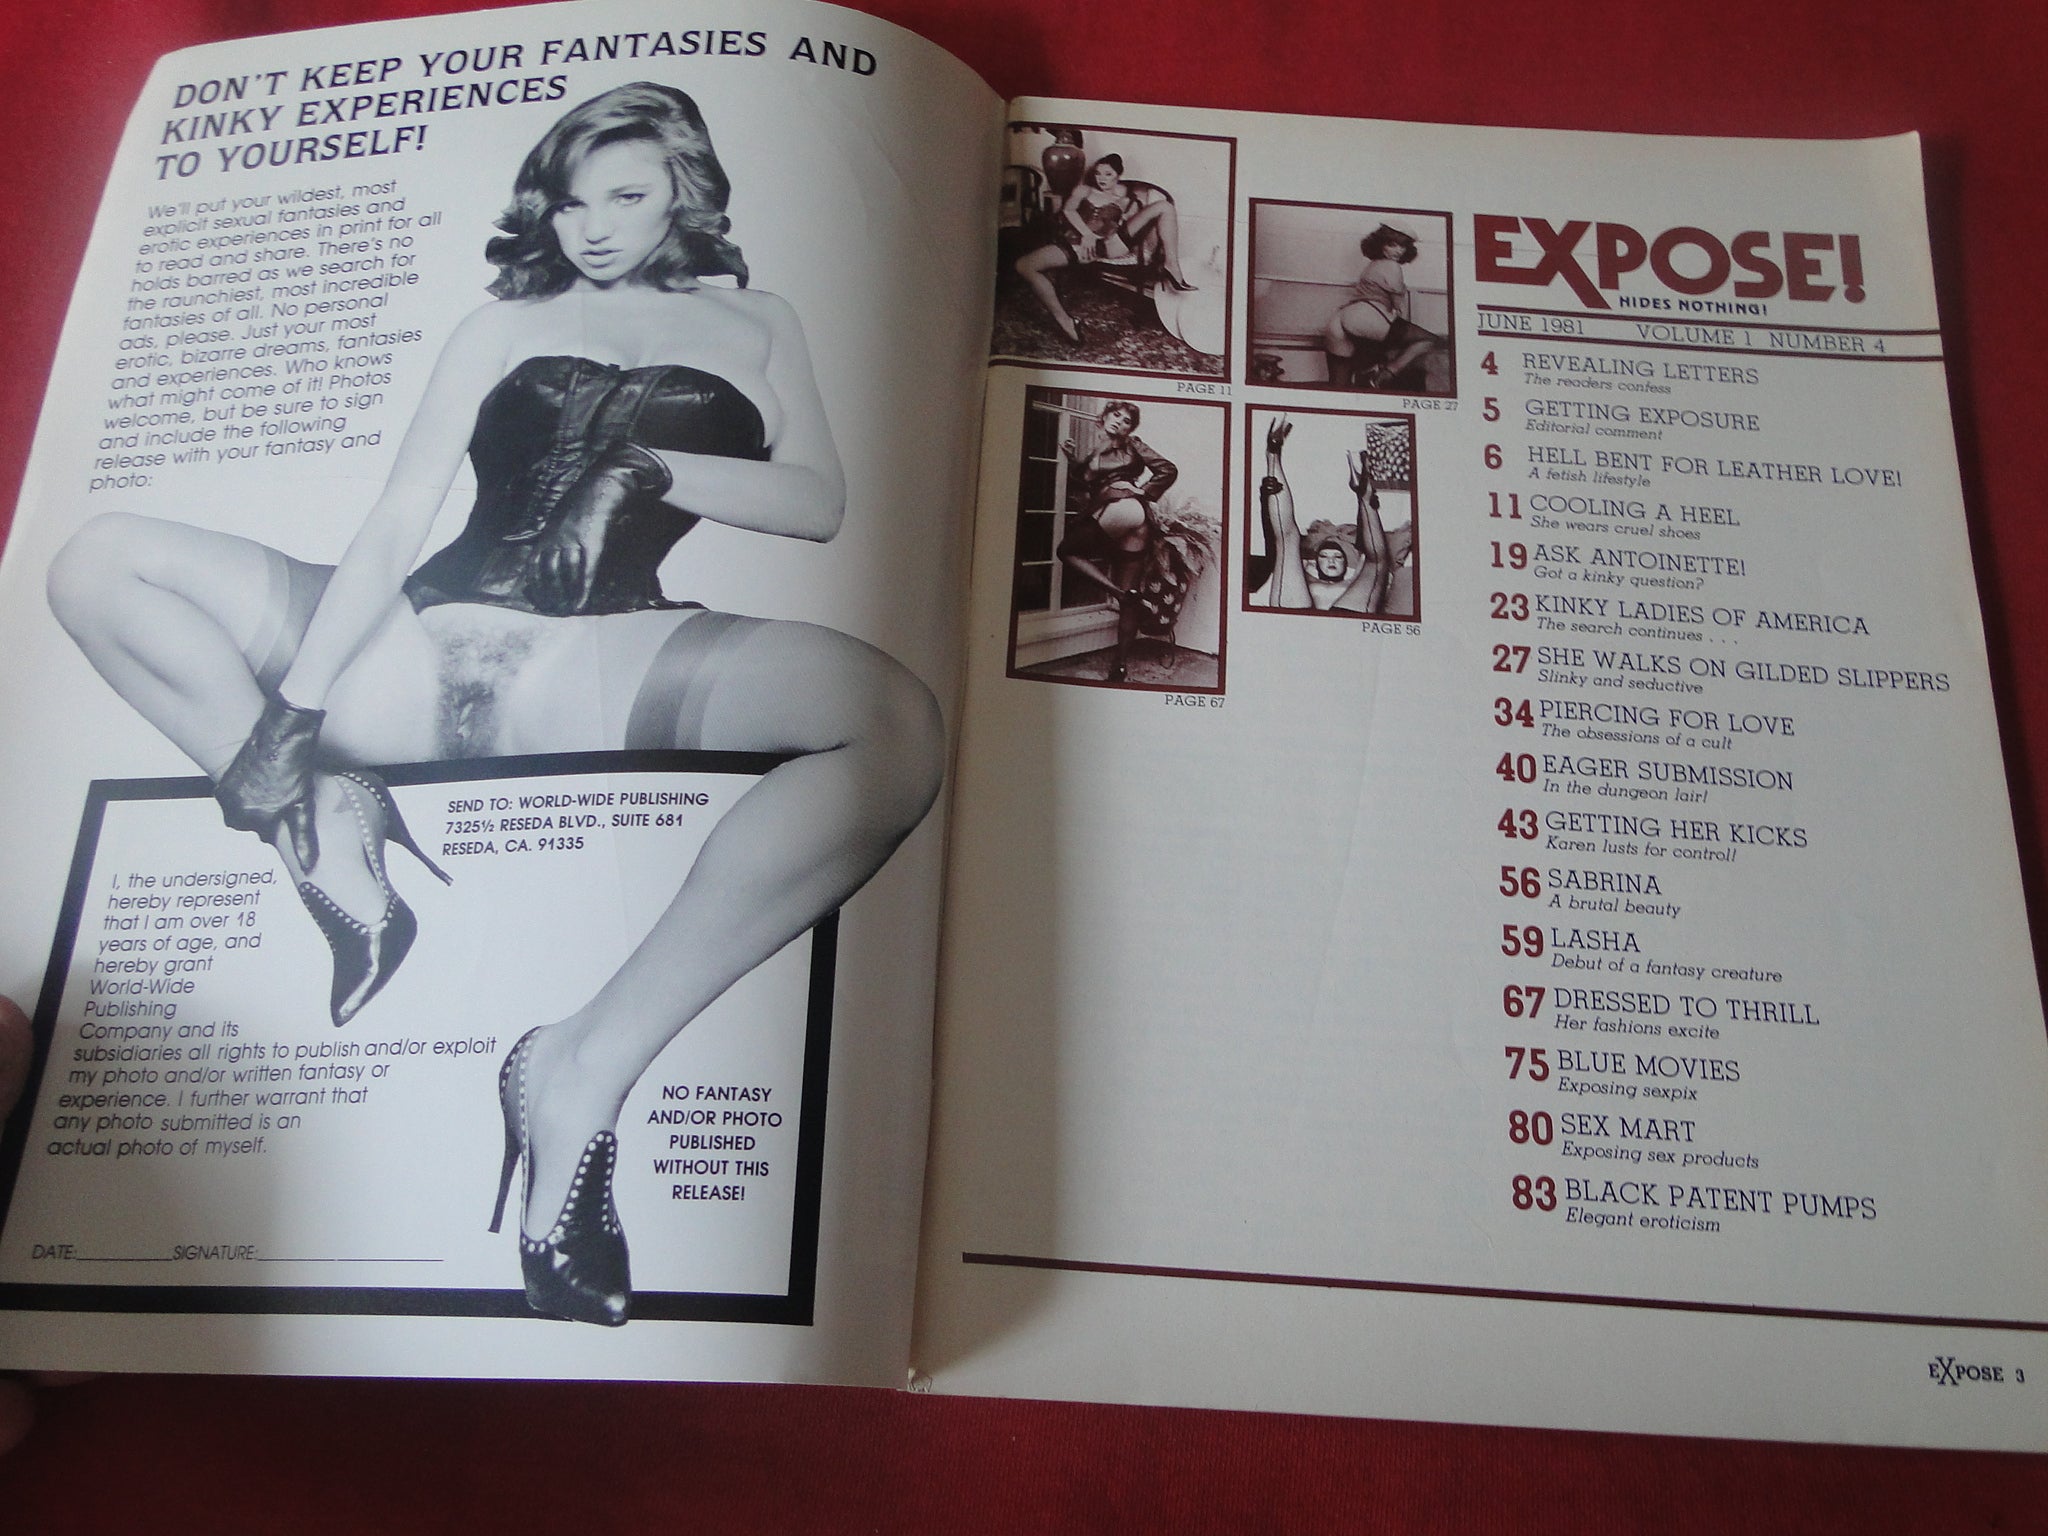 DON'T KEEP YOUR FANTASIES AND
KINKY EXPERIENCES
TO YOURSELF!
We'll put your wildest, most
explicit sexual fantasies and
erotic experiences in print for all
to read and share. There's no
holds barred as we search for
the raunchiest, most incredible
fantasies of all. No personal
ads, please. Just your most
erotic, bizarre dreams, fantasies
and experiences. Who knows
what might come of it! Photos
welcome, but be sure to sign
and include the following
release with your fantasy and
photo:
SEND TO: WORLD-WIDE PUBLISHING
7325½ RESEDA BLVD., SUITE 681
RESEDA, CA. 91335
I, the undersigned,
hereby represent
that I am over 18
years of age, and
hereby grant
World-Wide
Publishing
Company and its
subsidiaries all rights to publish and/or exploit
my photo and/or written fantasy or
experience. I further warrant that
any photo submitted is an
actual photo of myself.
NO FANTASY
AND/OR PHOTO
PUBLISHED
WITHOUT THIS
RELEASE!
DATE:__________SIGNATURE:____________________
PAGE 11
PAGE 27
PAGE 67
PAGE 56
EXPOSE!
HIDES NOTHING!
JUNE 1981 VOLUME 1 NUMBER 4
4 REVEALING LETTERS
The readers confess
5 GETTING EXPOSURE
Editorial comment
6 HELL BENT FOR LEATHER LOVE!
A fetish lifestyle
11 COOLING A HEEL
She wears cruel shoes
19 ASK ANTOINETTE!
Got a kinky question?
23 KINKY LADIES OF AMERICA
The search continues . . .
27 SHE WALKS ON GILDED SLIPPERS
Slinky and seductive
34 PIERCING FOR LOVE
The obsessions of a cult
40 EAGER SUBMISSION
In the dungeon lair!
43 GETTING HER KICKS
Karen lusts for control!
56 SABRINA
A brutal beauty
59 LASHA
Debut of a fantasy creature
67 DRESSED TO THRILL
Her fashions excite
75 BLUE MOVIES
Exposing sexpix
80 SEX MART
Exposing sex products
83 BLACK PATENT PUMPS
Elegant eroticism
EXPOSE 3